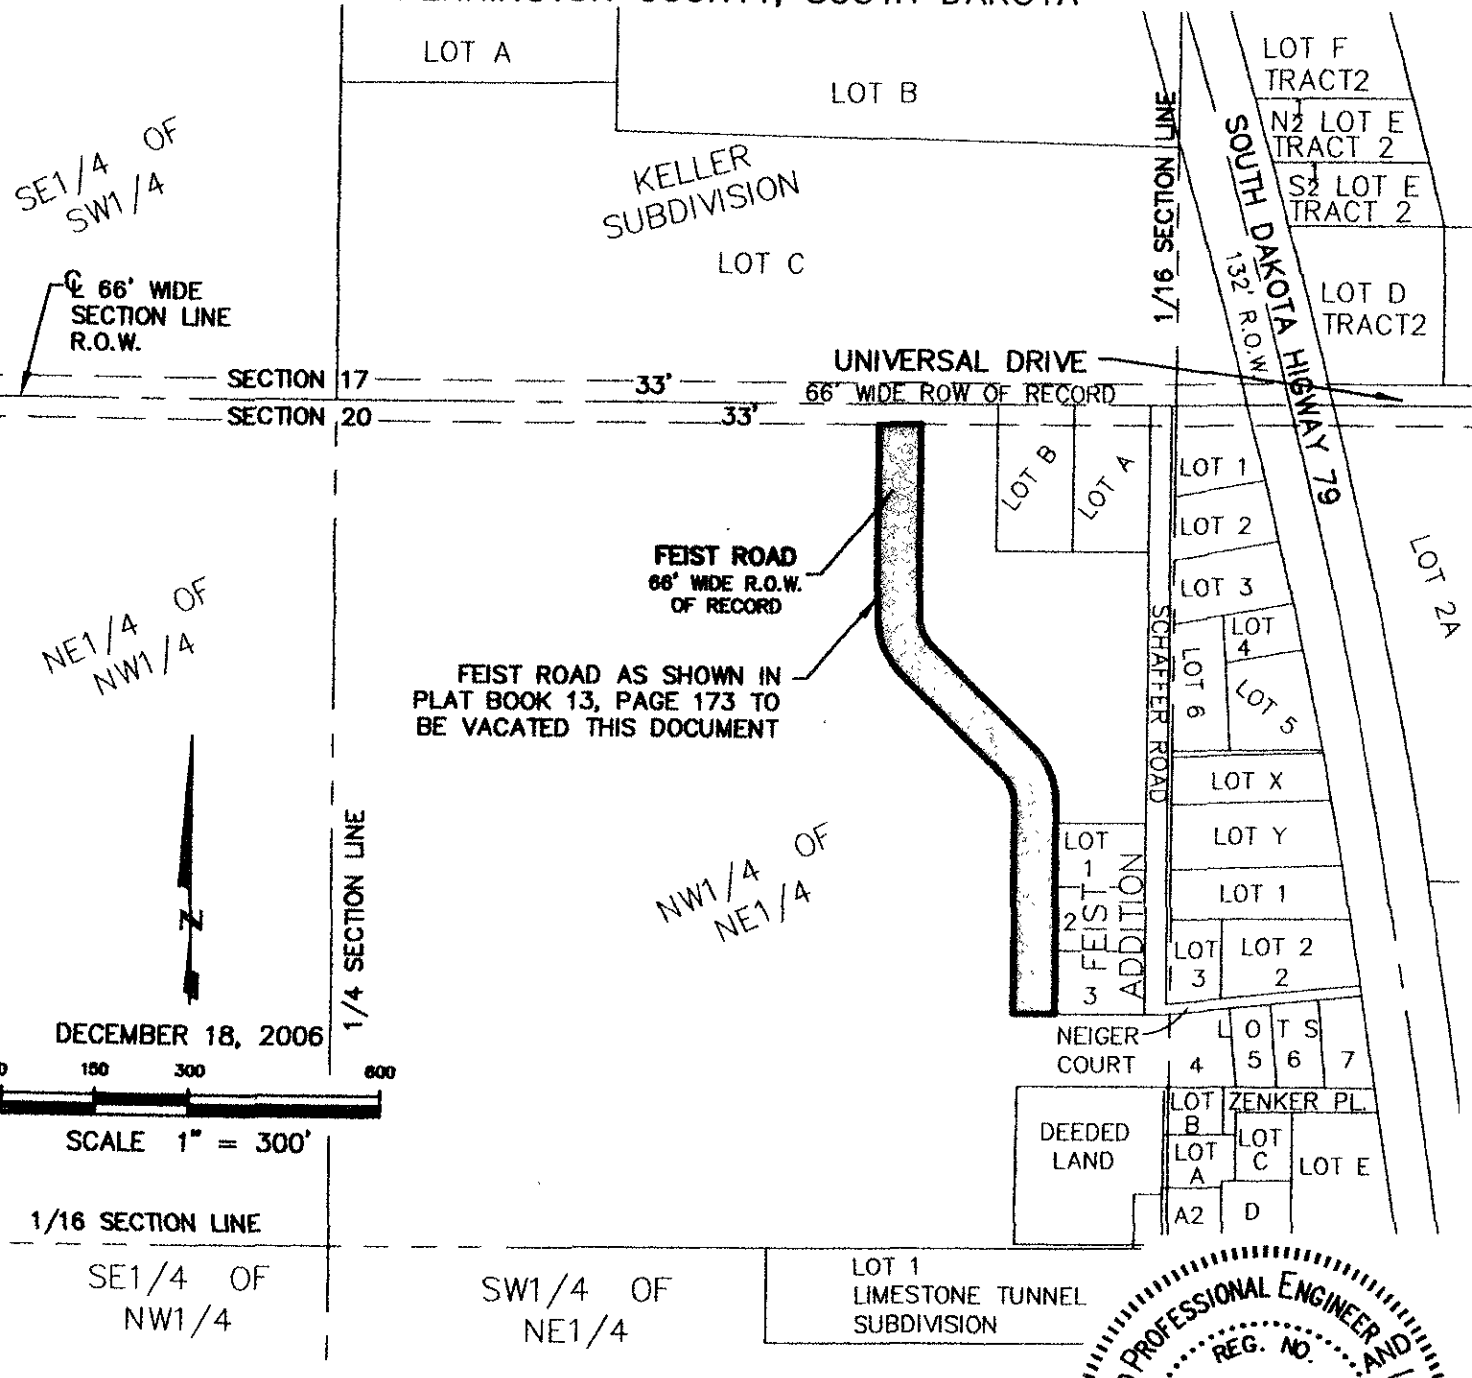 PENNINGTON COUNTY, SOUTH DAKOTA
LOT A
LOT B
LOT F
TRACT2
N2 LOT E
TRACT 2
S2 LOT E
TRACT 2
LOT D
TRACT2
1/16 SECTION LINE
SOUTH DAKOTA HIGWAY 79
132' R.O.W
SE1/4 OF
SW1/4
KELLER
SUBDIVISION
LOT C
℄ 66' WIDE
SECTION LINE
R.O.W.
SECTION 17
33'
UNIVERSAL DRIVE
66' WIDE ROW OF RECORD
SECTION 20
33'
LOT B
LOT A
LOT 1
LOT 2
LOT 3
LOT
4
LOT 5
LOT 6
LOT 2A
FEIST ROAD
66' WIDE R.O.W.
OF RECORD
FEIST ROAD AS SHOWN IN
PLAT BOOK 13, PAGE 173 TO
BE VACATED THIS DOCUMENT
NE1/4 OF
NW1/4
SCHAFFER ROAD
LOT X
LOT Y
LOT 1
LOT 2
2
LOT
3
NW1/4 OF
NE1/4
LOT
1
2
3
FEIST
ADDITION
1/4 SECTION LINE
N
DECEMBER 18, 2006
0 150 300 600
SCALE 1" = 300'
NEIGER
COURT
LOTS
4 5 6 7
DEEDED
LAND
LOT
B
ZENKER PL.
LOT
A
LOT
C
LOT E
A2
D
1/16 SECTION LINE
SE1/4 OF
NW1/4
SW1/4 OF
NE1/4
LOT 1
LIMESTONE TUNNEL
SUBDIVISION
PROFESSIONAL ENGINEER AND
REG. NO.